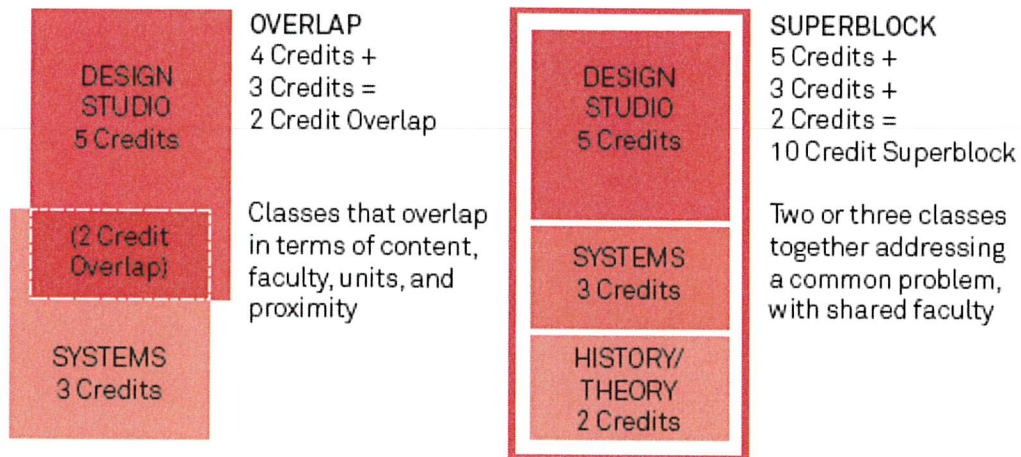 DESIGN
STUDIO
5 Credits
(2 Credit
Overlap)
SYSTEMS
3 Credits
OVERLAP
4 Credits +
3 Credits =
2 Credit Overlap
Classes that overlap
in terms of content,
faculty, units, and
proximity
DESIGN
STUDIO
5 Credits
SYSTEMS
3 Credits
HISTORY/
THEORY
2 Credits
SUPERBLOCK
5 Credits +
3 Credits +
2 Credits =
10 Credit Superblock
Two or three classes
together addressing
a common problem,
with shared faculty